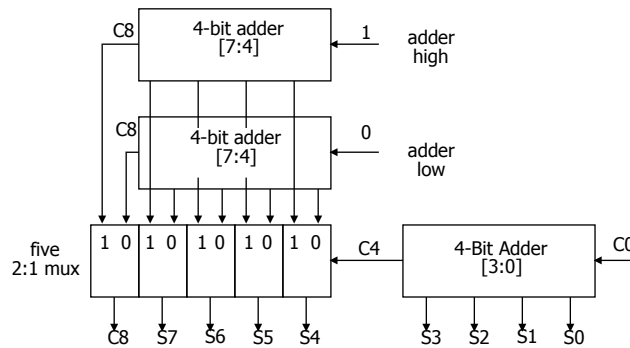 C8
4-bit adder
[7:4]
1
adder
high
C8
4-bit adder
[7:4]
0
adder
low
five
2:1 mux
1 0 1 0 1 0 1 0 1 0
C4
4-Bit Adder
[3:0]
C0
C8 S7 S6 S5 S4 S3 S2 S1 S0